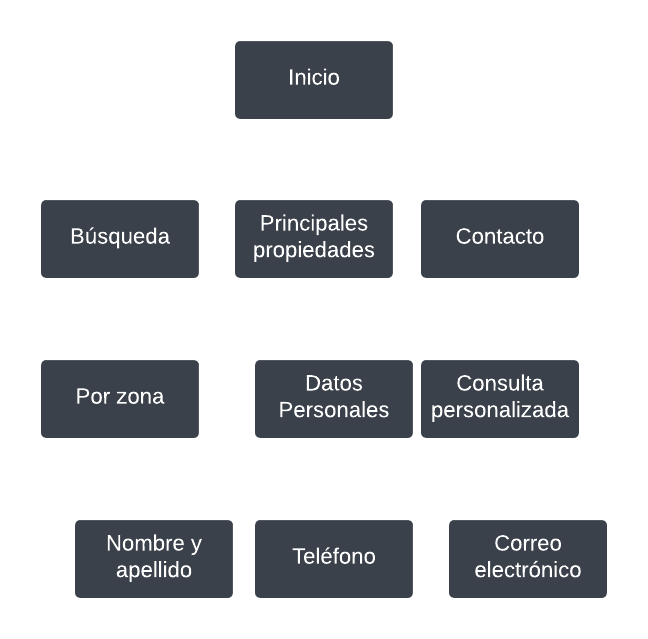 Inicio
Búsqueda
Principales
propiedades
Contacto
Por zona
Datos
Personales
Consulta
personalizada
Nombre y
apellido
Teléfono
Correo
electrónico